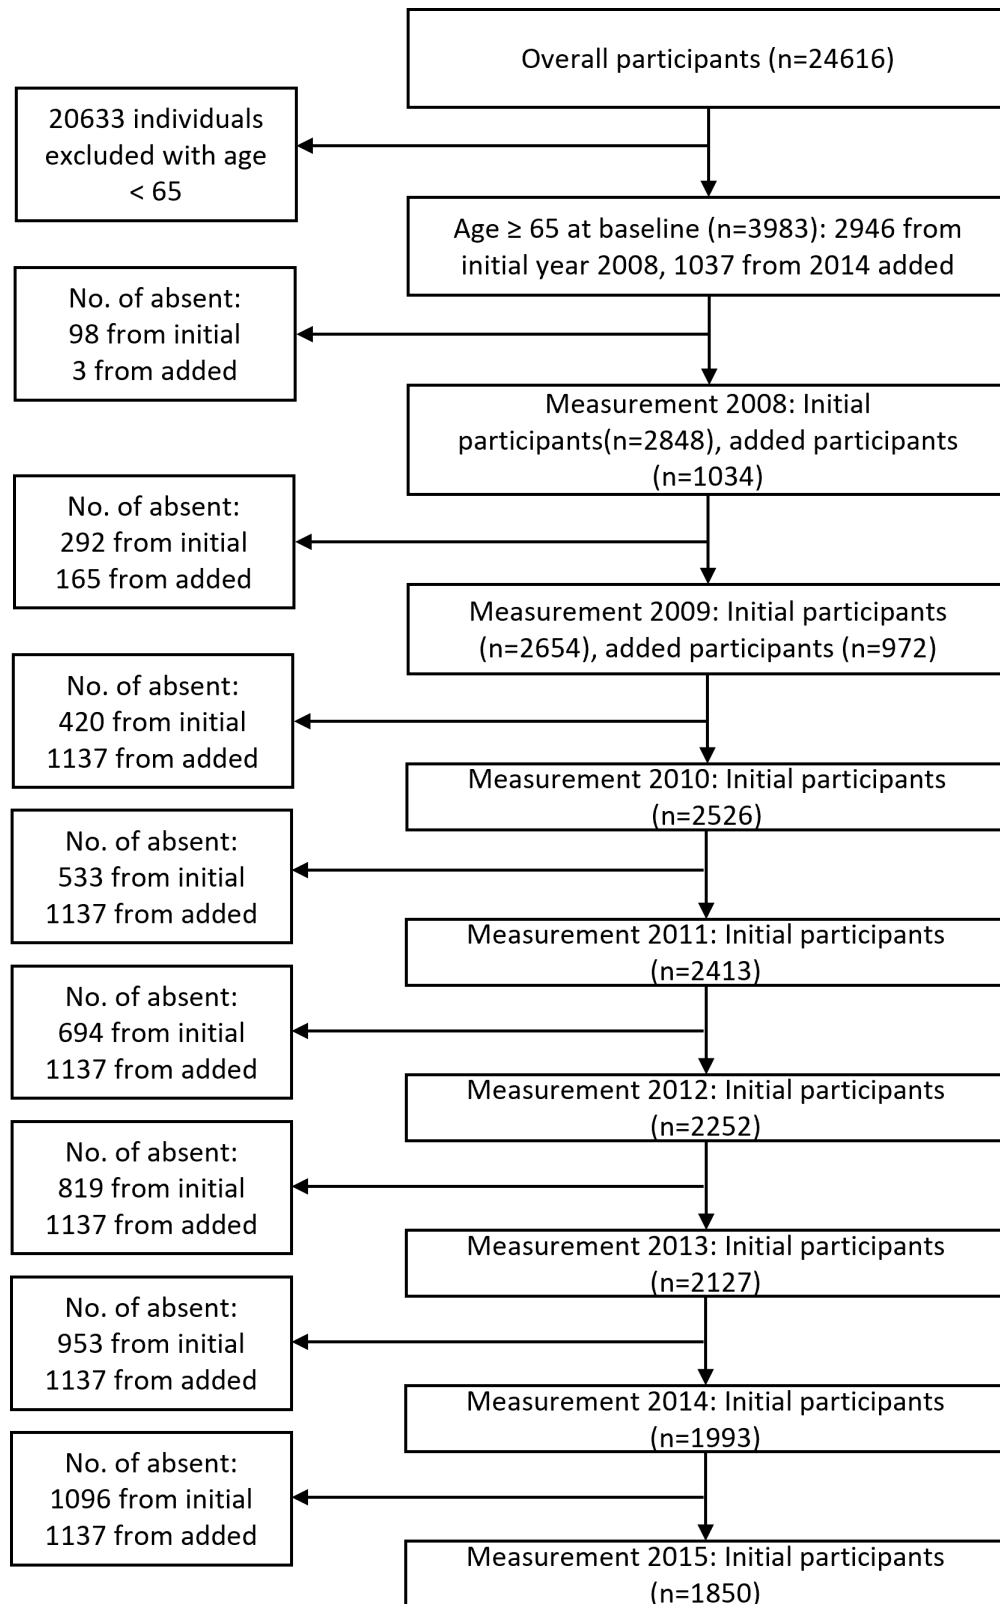 Overall participants (n=24616)
20633 individuals
excluded with age
< 65
Age ≥ 65 at baseline (n=3983): 2946 from
initial year 2008, 1037 from 2014 added
No. of absent:
98 from initial
3 from added
Measurement 2008: Initial
participants(n=2848), added participants
(n=1034)
No. of absent:
292 from initial
165 from added
Measurement 2009: Initial participants
(n=2654), added participants (n=972)
No. of absent:
420 from initial
1137 from added
Measurement 2010: Initial participants
(n=2526)
No. of absent:
533 from initial
1137 from added
Measurement 2011: Initial participants
(n=2413)
No. of absent:
694 from initial
1137 from added
Measurement 2012: Initial participants
(n=2252)
No. of absent:
819 from initial
1137 from added
Measurement 2013: Initial participants
(n=2127)
No. of absent:
953 from initial
1137 from added
Measurement 2014: Initial participants
(n=1993)
No. of absent:
1096 from initial
1137 from added
Measurement 2015: Initial participants
(n=1850)